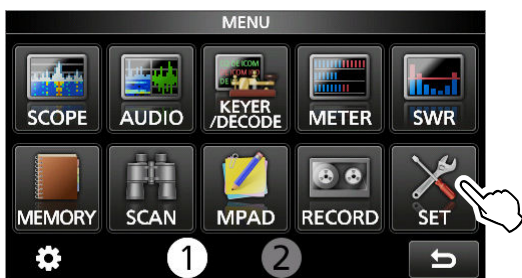 MENU
SCOPE
AUDIO
KEYER
/DECODE
METER
SWR
MEMORY
SCAN
MPAD
RECORD
SET
1
2